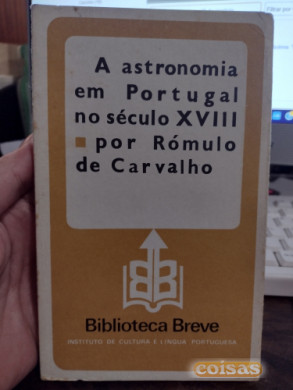 A astronomia
em Portugal
no século XVIII
por Rómulo
de Carvalho
Biblioteca Breve
INSTITUTO DE CULTURA E LÍNGUA PORTUGUESA
coisas